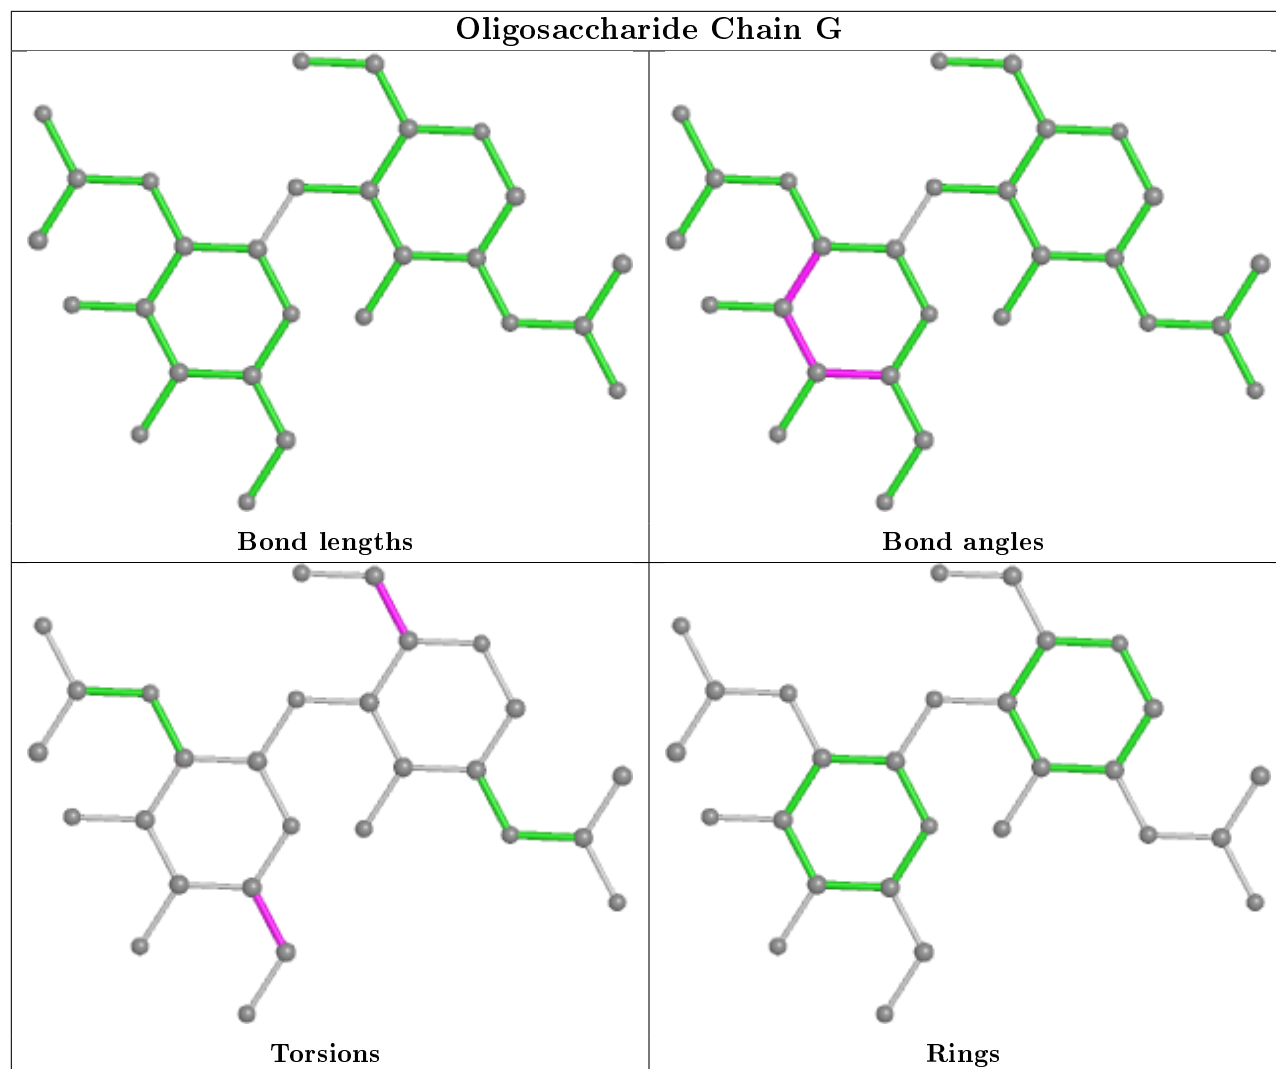 Oligosaccharide Chain G
Bond lengths
Bond angles
Torsions
Rings